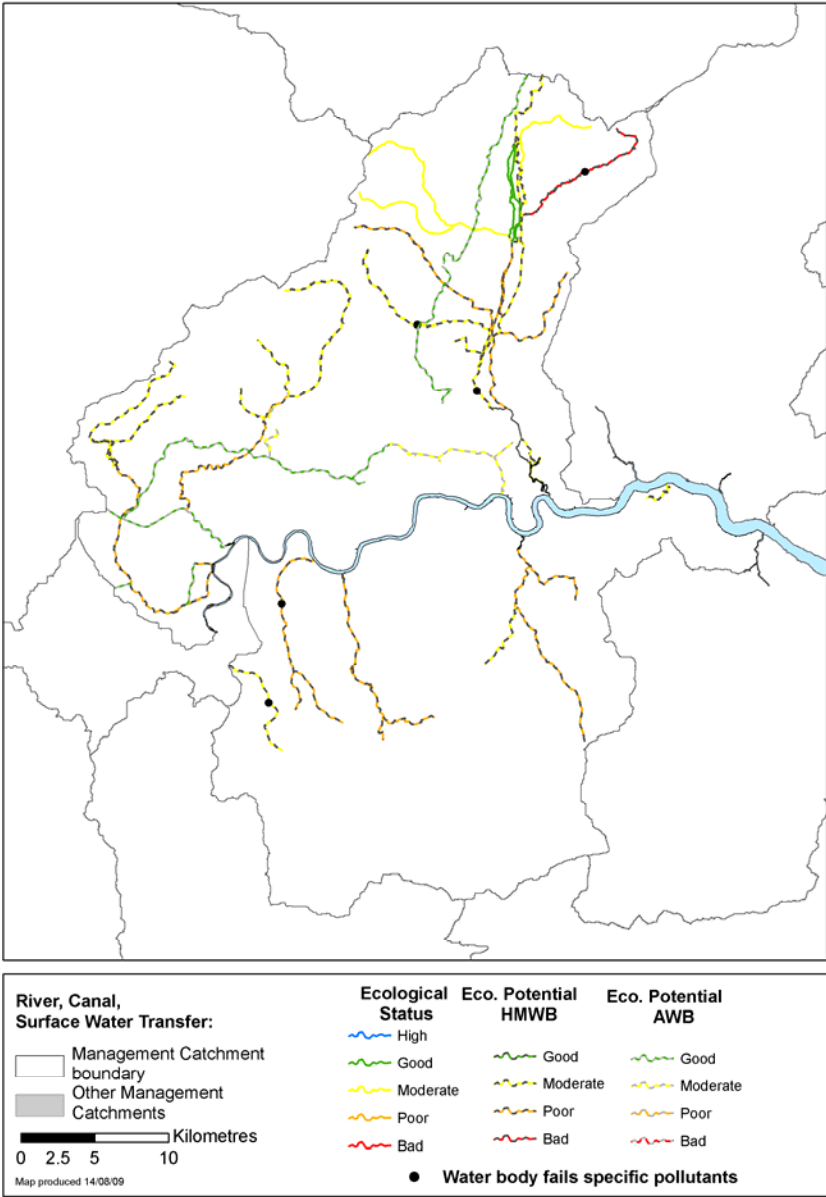 River, Canal,
Surface Water Transfer:
Management Catchment
boundary
Other Management
Catchments
Kilometres
0 2.5 5 10
Map produced 14/08/09
Ecological
Status
High
Good
Moderate
Poor
Bad
Eco. Potential
HMWB
Good
Moderate
Poor
Bad
Eco. Potential
AWB
Good
Moderate
Poor
Bad
Water body fails specific pollutants